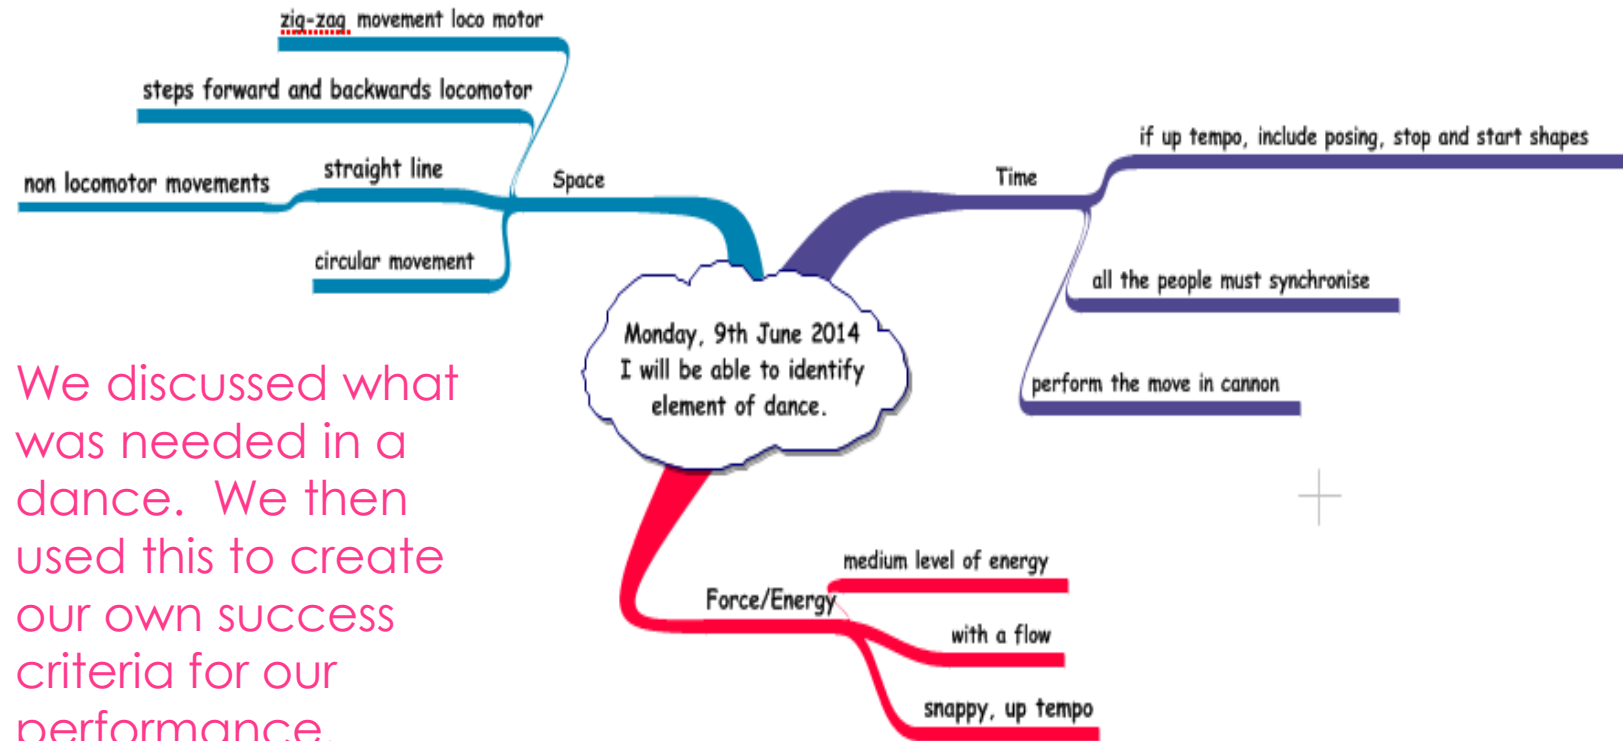 zig-zag movement loco motor
steps forward and backwards locomotor
straight line
non locomotor movements
Space
circular movement
Time
if up tempo, include posing, stop and start shapes
all the people must synchronise
perform the move in cannon
Monday, 9th June 2014
I will be able to identify
element of dance.
We discussed what
was needed in a
dance. We then
used this to create
our own success
criteria for our
performance.
Force/Energy
medium level of energy
with a flow
snappy, up tempo